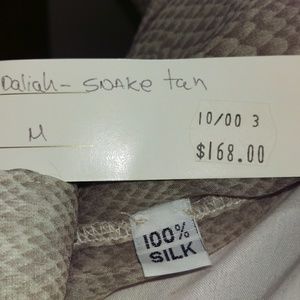 Daliah - SNAKE tan
10/00 3
M
$168.00
100%
SILK